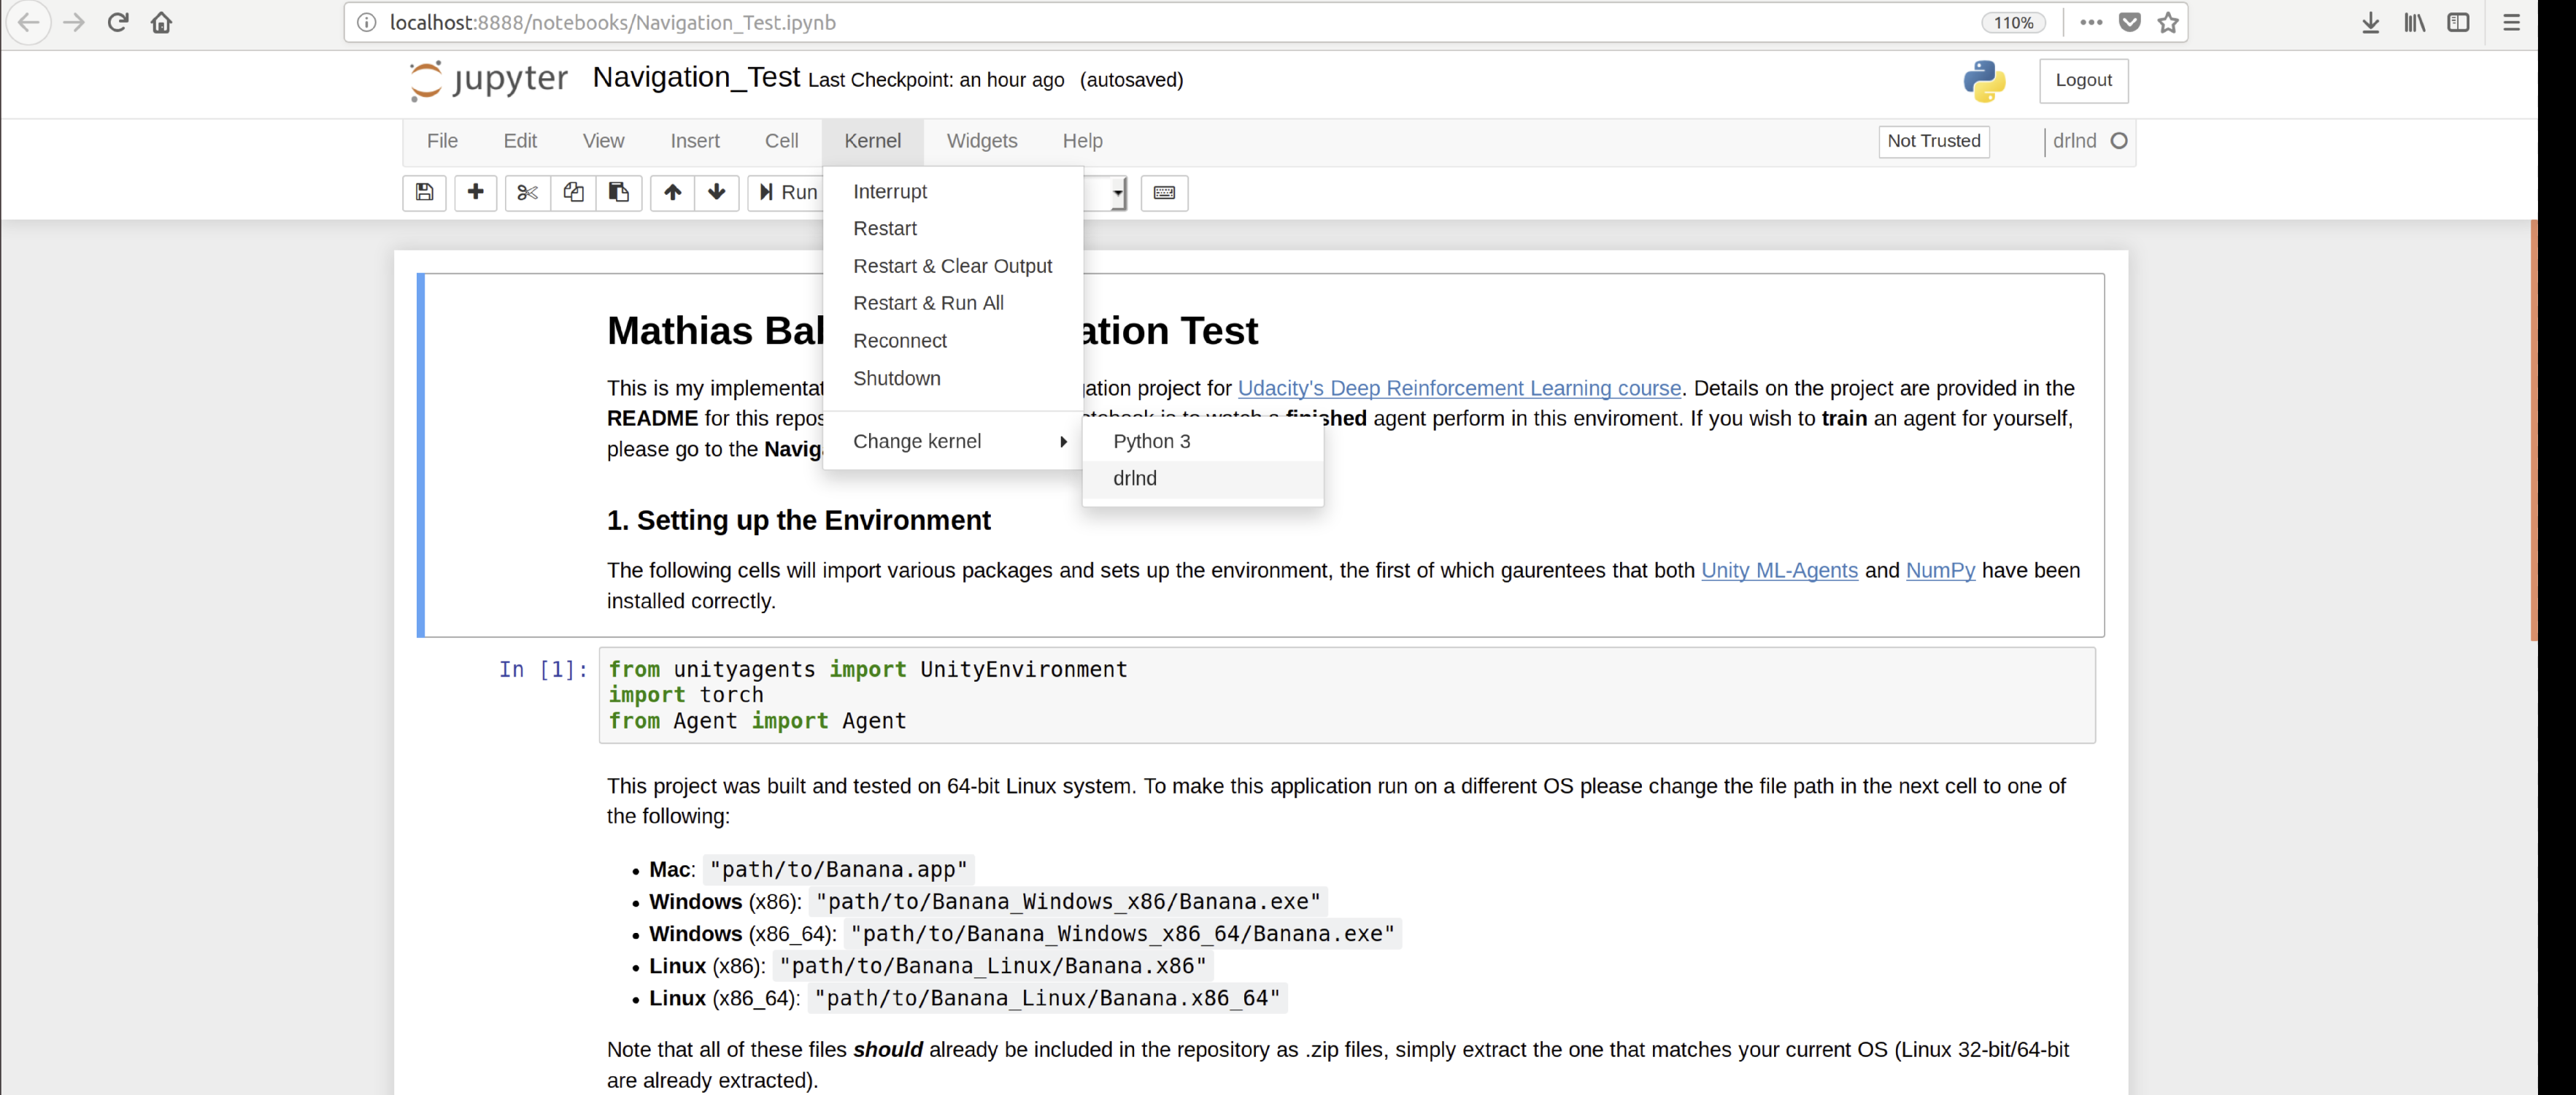 localhost:8888/notebooks/Navigation_Test.ipynb 110%
jupyter Navigation_Test Last Checkpoint: an hour ago (autosaved) Logout
File Edit View Insert Cell Kernel Widgets Help Not Trusted drlnd
Run
Interrupt
Restart
Restart & Clear Output
Restart & Run All
Reconnect
Shutdown
Change kernel
Python 3
drlnd
Mathias ation Test
This is my gation project for Udacity's Deep Reinforcement Learning course. Details on the project are provided in the
README for this finished agent perform in this enviroment. If you wish to train an agent for yourself,
please go to the
1. Setting up the Environment
The following cells will import various packages and sets up the environment, the first of which gaurentees that both Unity ML-Agents and NumPy have been
installed correctly.
In [1]: from unityagents import UnityEnvironment
import torch
from Agent import Agent
This project was built and tested on 64-bit Linux system. To make this application run on a different OS please change the file path in the next cell to one of
the following:
• Mac: "path/to/Banana.app"
• Windows (x86): "path/to/Banana_Windows_x86/Banana.exe"
• Windows (x86_64): "path/to/Banana_Windows_x86_64/Banana.exe"
• Linux (x86): "path/to/Banana_Linux/Banana.x86"
• Linux (x86_64): "path/to/Banana_Linux/Banana.x86_64"
Note that all of these files should already be included in the repository as .zip files, simply extract the one that matches your current OS (Linux 32-bit/64-bit
are already extracted).